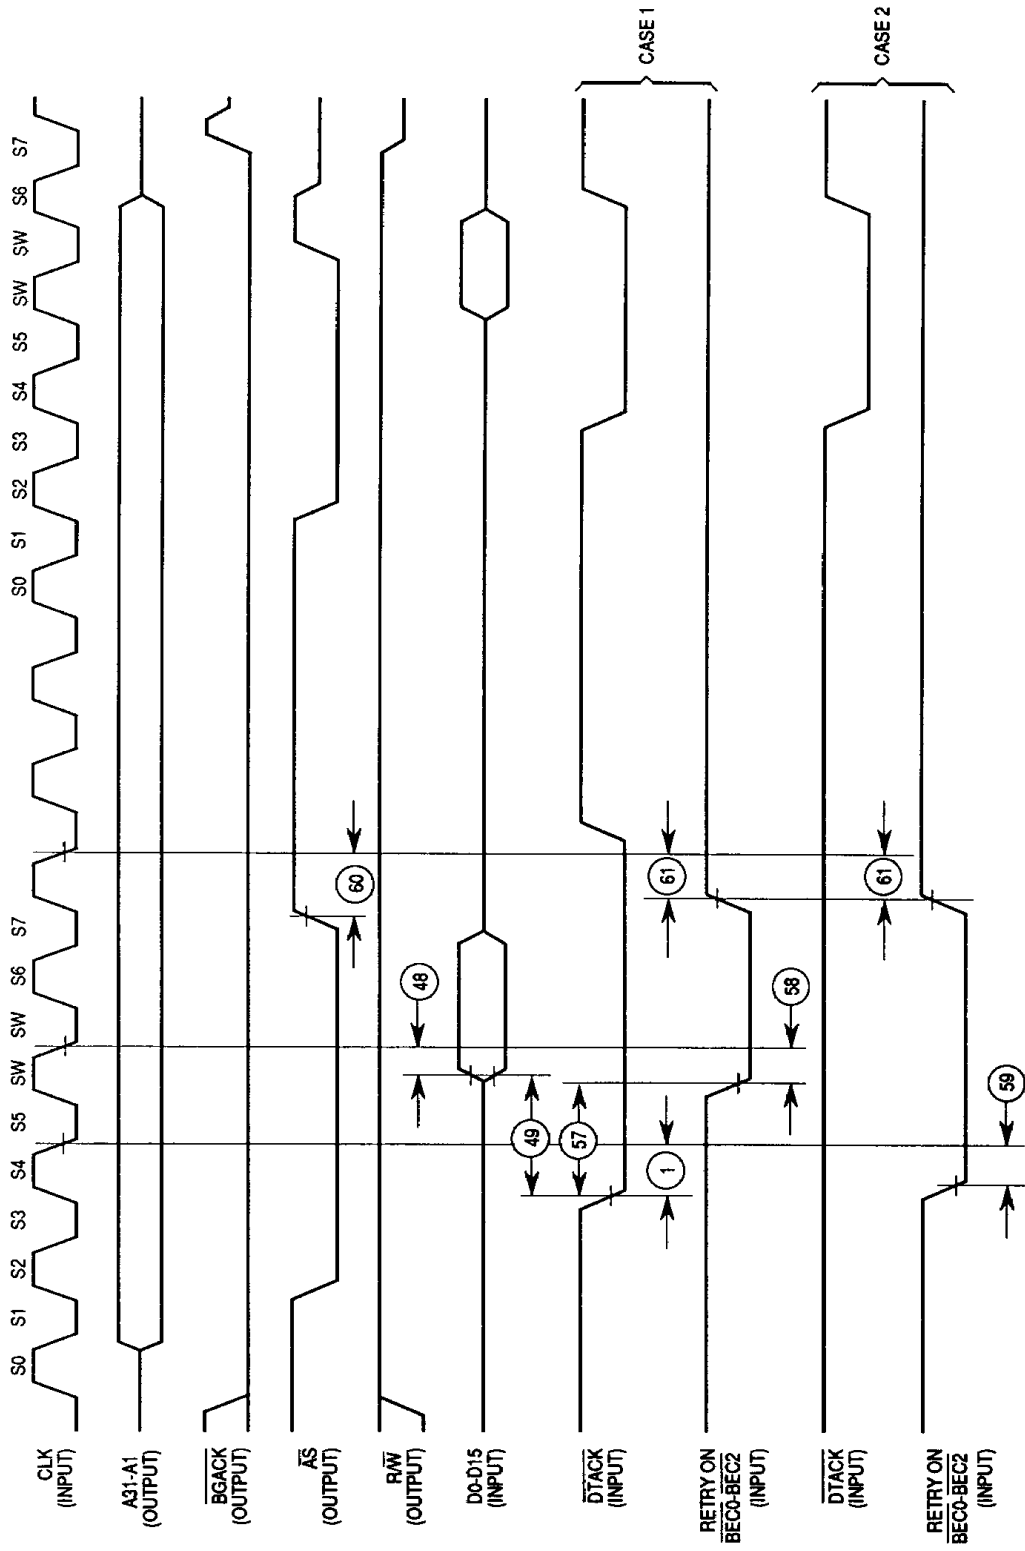 S0 S1 S2 S3 S4 S5 SW SW S6 S7 S0 S1 S2 S3 S4 S5 SW SW S6 S7
CLK
(INPUT)
A31-A1
(OUTPUT)
BGACK
(OUTPUT)
AS
(OUTPUT)
60
R/W
(OUTPUT)
48
D0-D15
(INPUT)
49
57
DTACK
(INPUT)
CASE 1
1
61
RETRY ON
BEC0-BEC2
(INPUT)
58
DTACK
(INPUT)
CASE 2
61
RETRY ON
BEC0-BEC2
(INPUT)
59